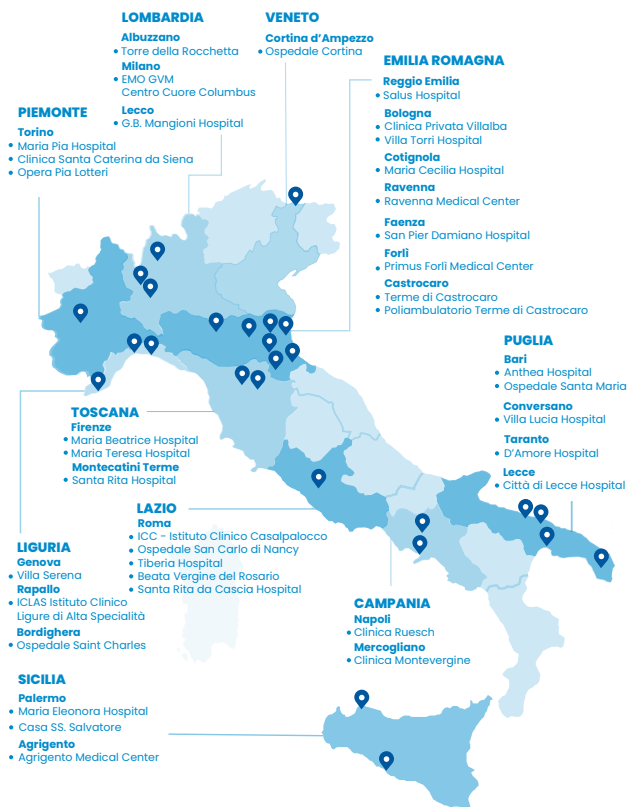 LOMBARDIA
Albuzzano
• Torre della Rocchetta
Milano
• EMO GVM
Centro Cuore Columbus
Lecco
• G.B. Mangioni Hospital
VENETO
Cortina d’Ampezzo
• Ospedale Cortina
EMILIA ROMAGNA
Reggio Emilia
• Salus Hospital
Bologna
• Clinica Privata Villalba
• Villa Torri Hospital
Cotignola
• Maria Cecilia Hospital
Ravenna
• Ravenna Medical Center
Faenza
• San Pier Damiano Hospital
Forlì
• Primus Forlì Medical Center
Castrocaro
• Terme di Castrocaro
• Poliambulatorio Terme di Castrocaro
PIEMONTE
Torino
• Maria Pia Hospital
• Clinica Santa Caterina da Siena
• Opera Pia Lotteri
PUGLIA
Bari
• Anthea Hospital
• Ospedale Santa Maria
Conversano
• Villa Lucia Hospital
Taranto
• D’Amore Hospital
Lecce
• Città di Lecce Hospital
TOSCANA
Firenze
• Maria Beatrice Hospital
• Maria Teresa Hospital
Montecatini Terme
• Santa Rita Hospital
LAZIO
Roma
• ICC - Istituto Clinico Casalpalocco
• Ospedale San Carlo di Nancy
• Tiberia Hospital
• Beata Vergine del Rosario
• Santa Rita da Cascia Hospital
LIGURIA
Genova
• Villa Serena
Rapallo
• ICLAS Istituto Clinico
Ligure di Alta Specialità
Bordighera
• Ospedale Saint Charles
CAMPANIA
Napoli
• Clinica Ruesch
Mercogliano
• Clinica Montevergine
SICILIA
Palermo
• Maria Eleonora Hospital
• Casa SS. Salvatore
Agrigento
• Agrigento Medical Center